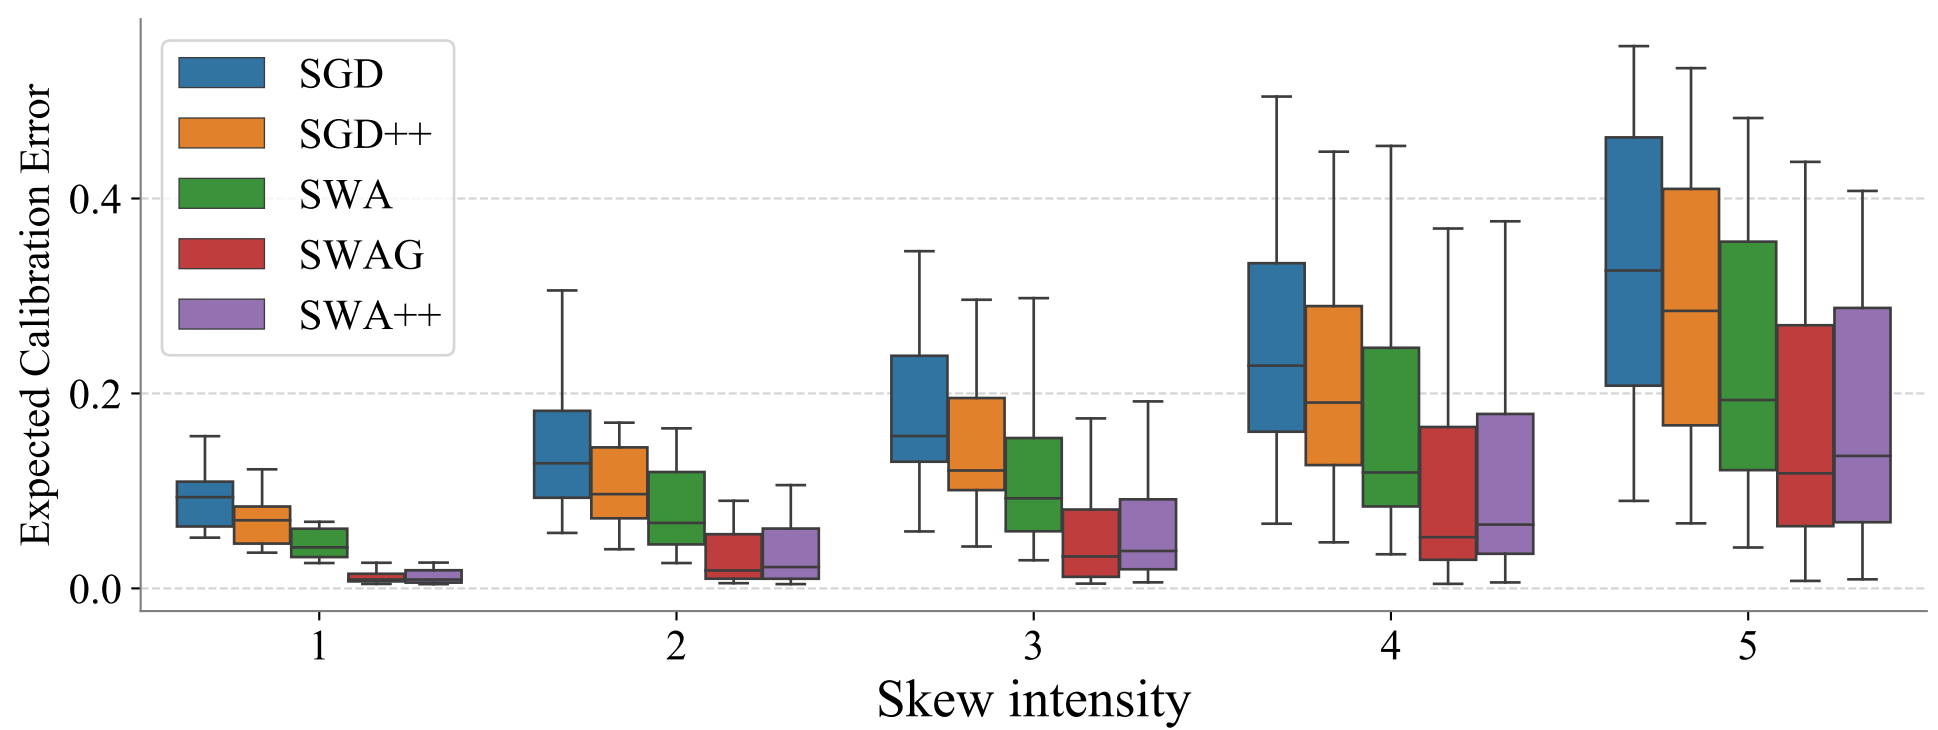 Expected Calibration Error
0.4
0.2
0.0
SGD
SGD++
SWA
SWAG
SWA++
1 2 3 4 5
Skew intensity